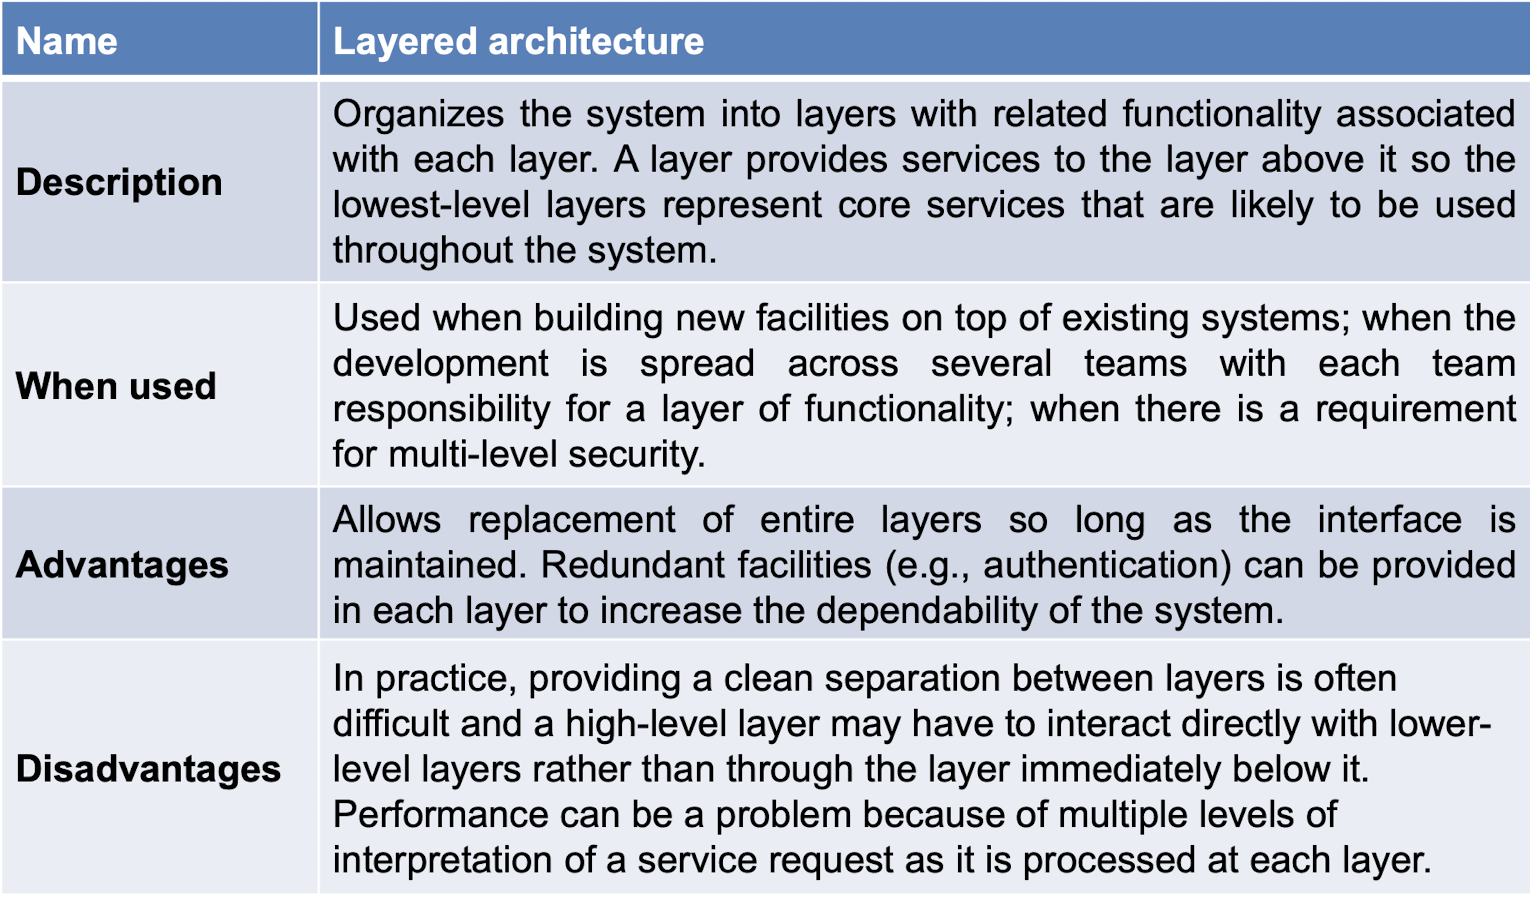 Name
Layered architecture
Description
Organizes the system into layers with related functionality associated
with each layer. A layer provides services to the layer above it so the
lowest-level layers represent core services that are likely to be used
throughout the system.
When used
Used when building new facilities on top of existing systems; when the
development is spread across several teams with each team
responsibility for a layer of functionality; when there is a requirement
for multi-level security.
Advantages
Allows replacement of entire layers so long as the interface is
maintained. Redundant facilities (e.g., authentication) can be provided
in each layer to increase the dependability of the system.
Disadvantages
In practice, providing a clean separation between layers is often
difficult and a high-level layer may have to interact directly with lower-
level layers rather than through the layer immediately below it.
Performance can be a problem because of multiple levels of
interpretation of a service request as it is processed at each layer.